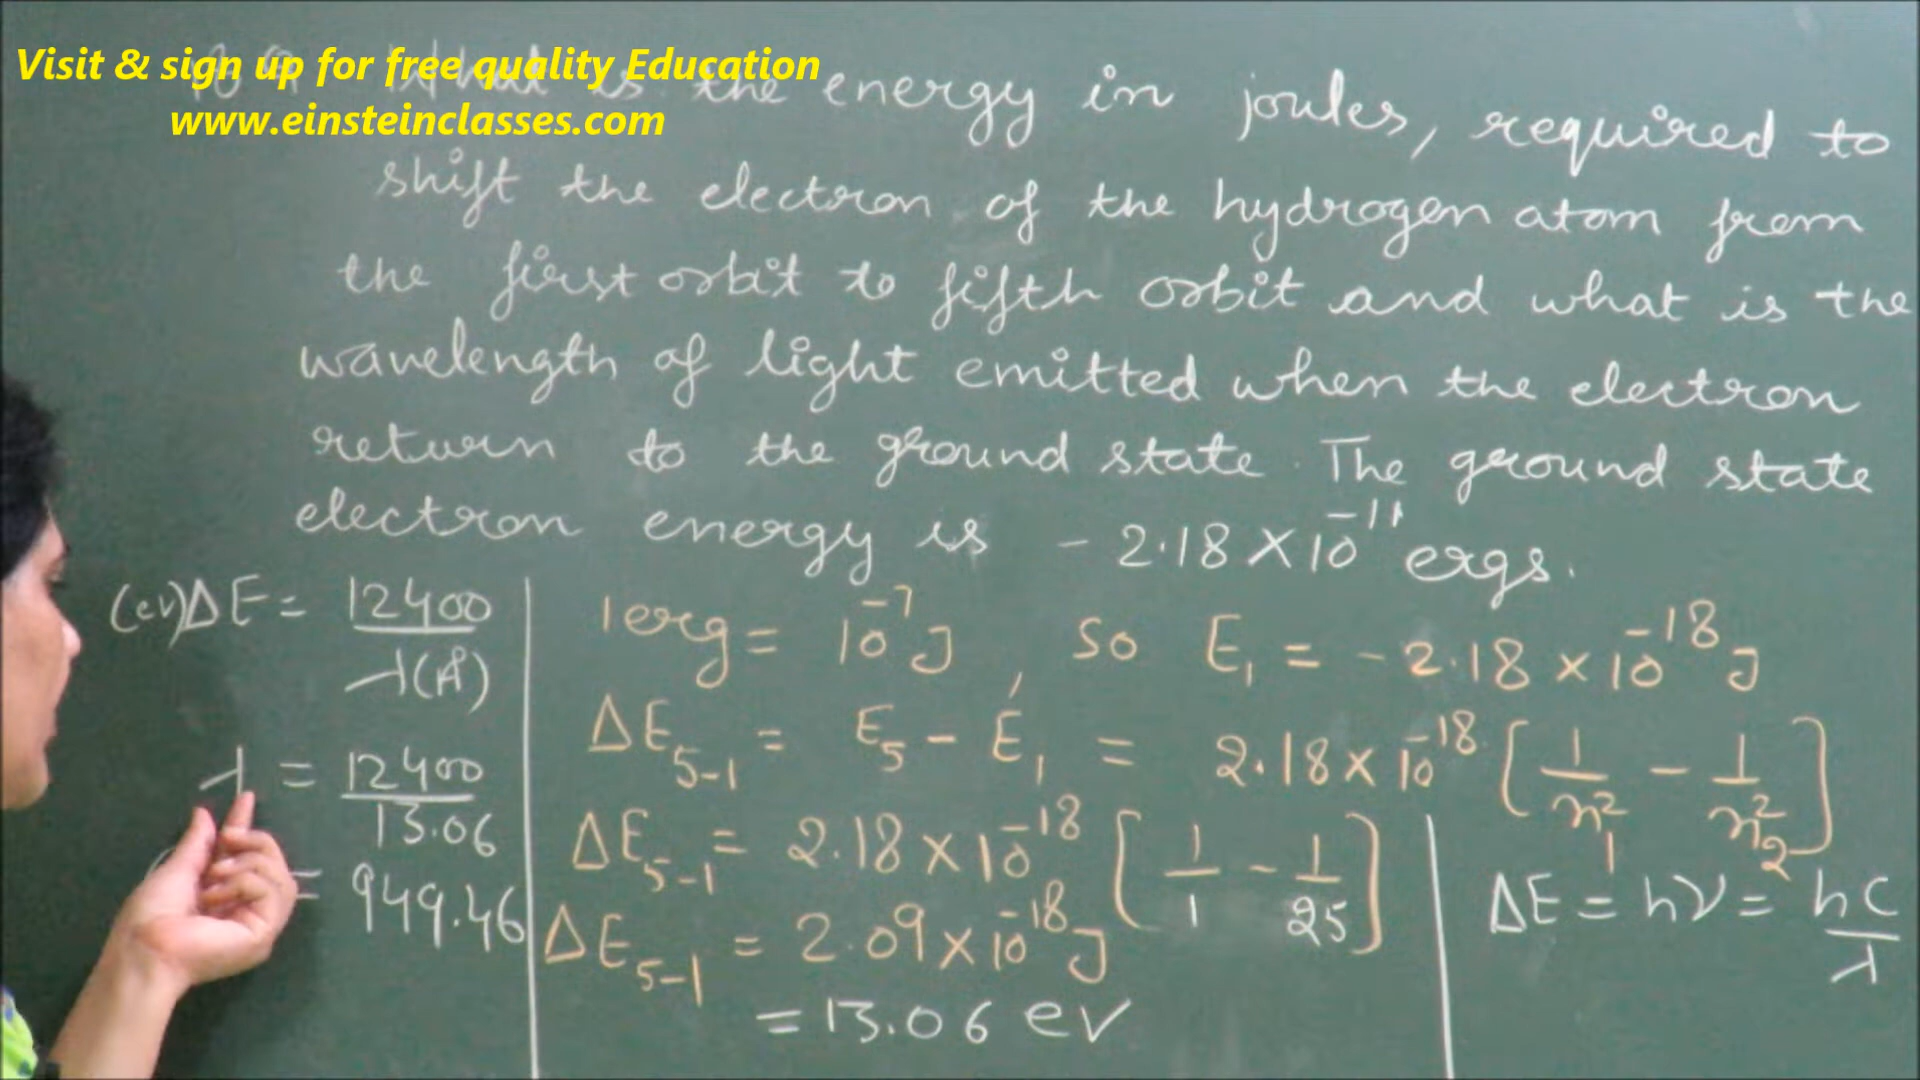 Visit & sign up for free quality Education
www.einsteinclasses.com
What is the energy in joules, required to
shift the electron of the hydrogen atom from
the first orbit to fifth orbit and what is the
wavelength of light emitted when the electron
return to the ground state. The ground state
electron energy is - 2.18 X 10⁻¹¹ ergs.
(ev) ΔE = 12400 / λ(Å)
λ = 12400 / 13.06
= 949.46
1 erg = 10⁻⁷ J, so E₁ = - 2.18 × 10⁻¹⁸ J
ΔE₅₋₁ = E₅ - E₁ = 2.18 × 10⁻¹⁸ [1/n₁² - 1/n₂²]
ΔE₅₋₁ = 2.18 × 10⁻¹⁸ [1/1 - 1/25]
ΔE₅₋₁ = 2.09 × 10⁻¹⁸ J
= 13.06 ev
ΔE = hν = hc / λ